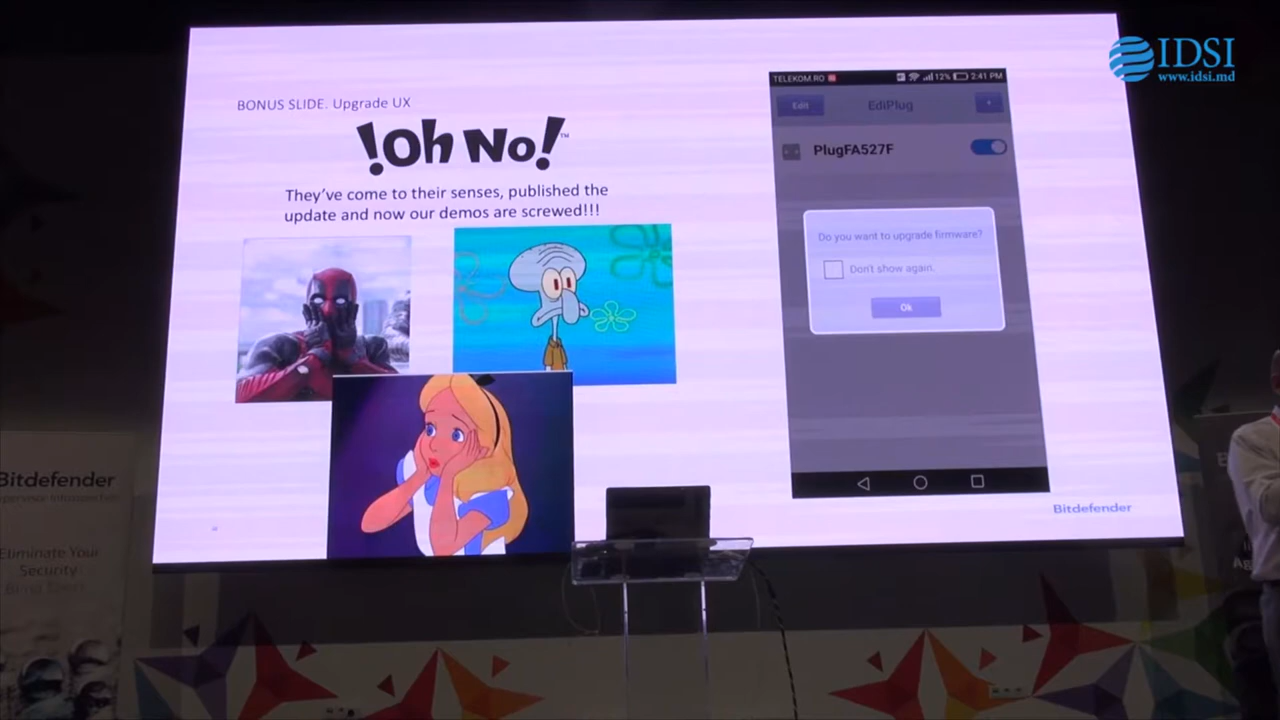 IDSI
www.idsi.md
BONUS SLIDE. Upgrade UX
!Oh No!™
They've come to their senses, published the
update and now our demos are screwed!!!
TELEKOM.RO
12% 2:41 PM
Edit
EdiPlug
+
PlugFA527F
Do you want to upgrade firmware?
Don't show again.
Ok
Bitdefender
Bitdefender
Eliminate Your
Security